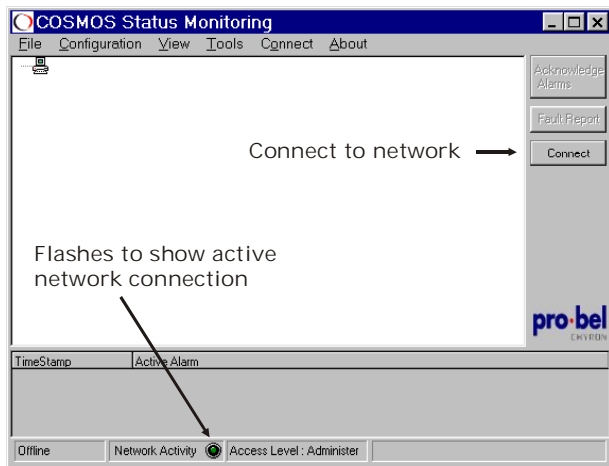 COSMOS Status Monitoring
File Configuration View Tools Connect About
Acknowledge
Alarms
Fault Report
Connect to network
Connect
Flashes to show active
network connection
pro·bel
CHYRON
TimeStamp Active Alarm
Offline Network Activity Access Level : Administer